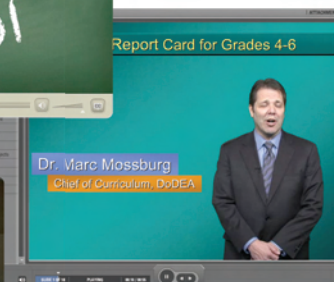 Report Card for Grades 4-6
Dr. Marc Mossburg
Chief of Curriculum, DoDEA